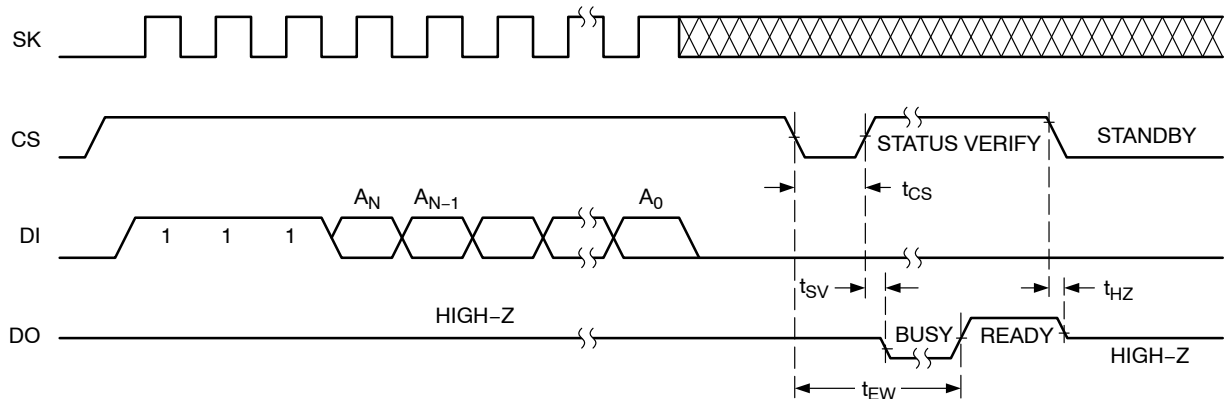 SK
CS
STATUS VERIFY
STANDBY
tCS
AN
AN−1
A0
DI
1 1 1
tSV
tHZ
HIGH−Z
DO
BUSY
READY
HIGH−Z
tEW